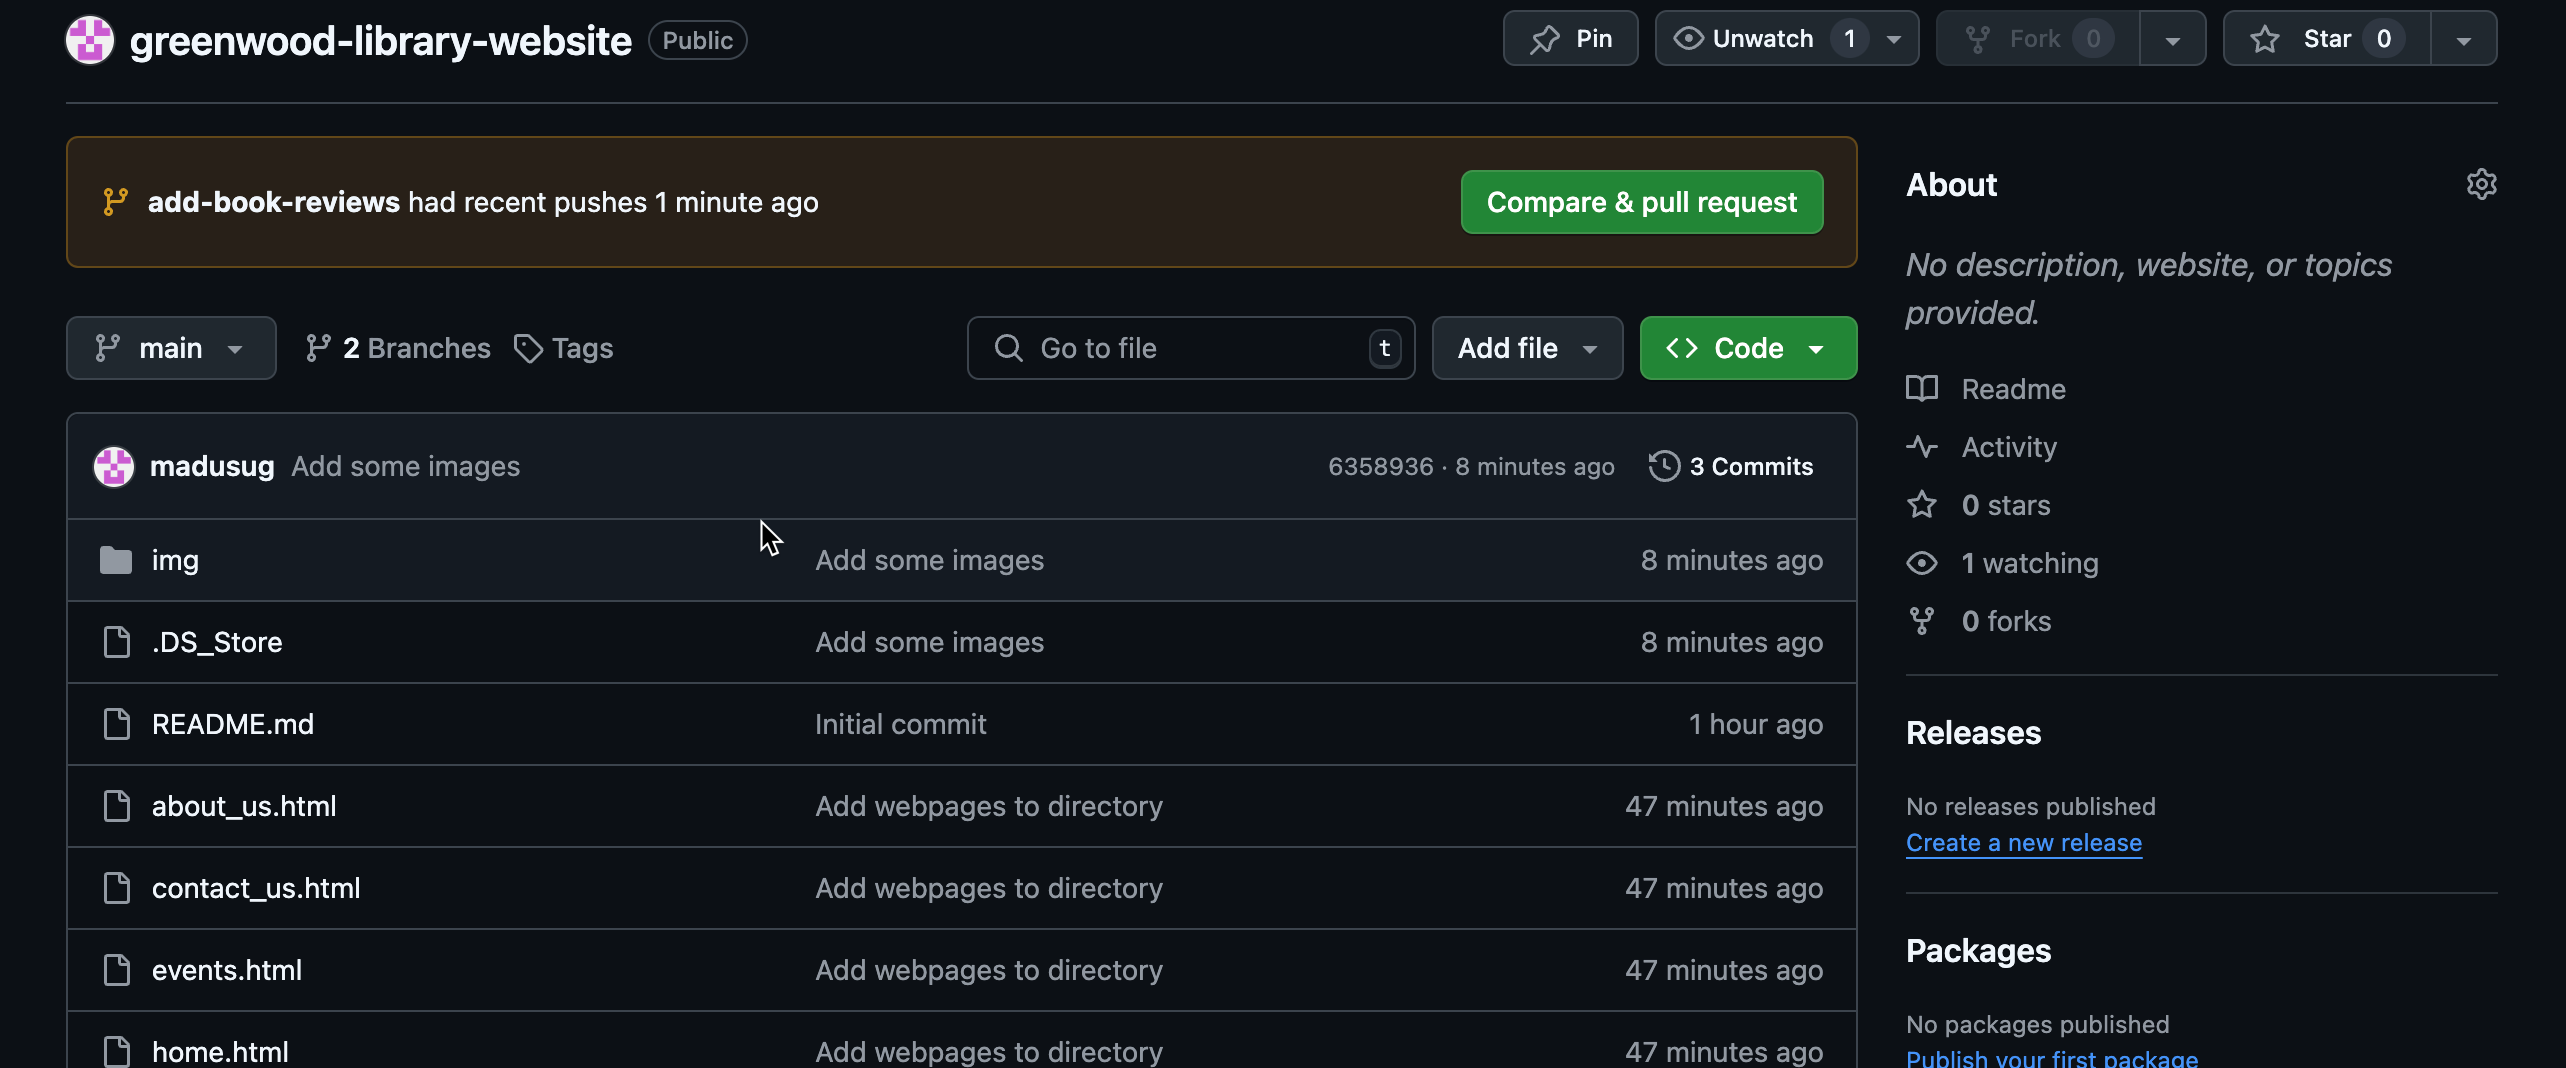 greenwood-library-website Public Pin Unwatch 1 Fork 0 Star 0
add-book-reviews had recent pushes 1 minute ago Compare & pull request
main 2 Branches Tags Go to file t Add file Code
madusug Add some images 6358936 · 8 minutes ago 3 Commits
img Add some images 8 minutes ago
.DS_Store Add some images 8 minutes ago
README.md Initial commit 1 hour ago
about_us.html Add webpages to directory 47 minutes ago
contact_us.html Add webpages to directory 47 minutes ago
events.html Add webpages to directory 47 minutes ago
home.html Add webpages to directory 47 minutes ago
About
No description, website, or topics
provided.
Readme
Activity
0 stars
1 watching
0 forks
Releases
No releases published
Create a new release
Packages
No packages published
Publish your first package